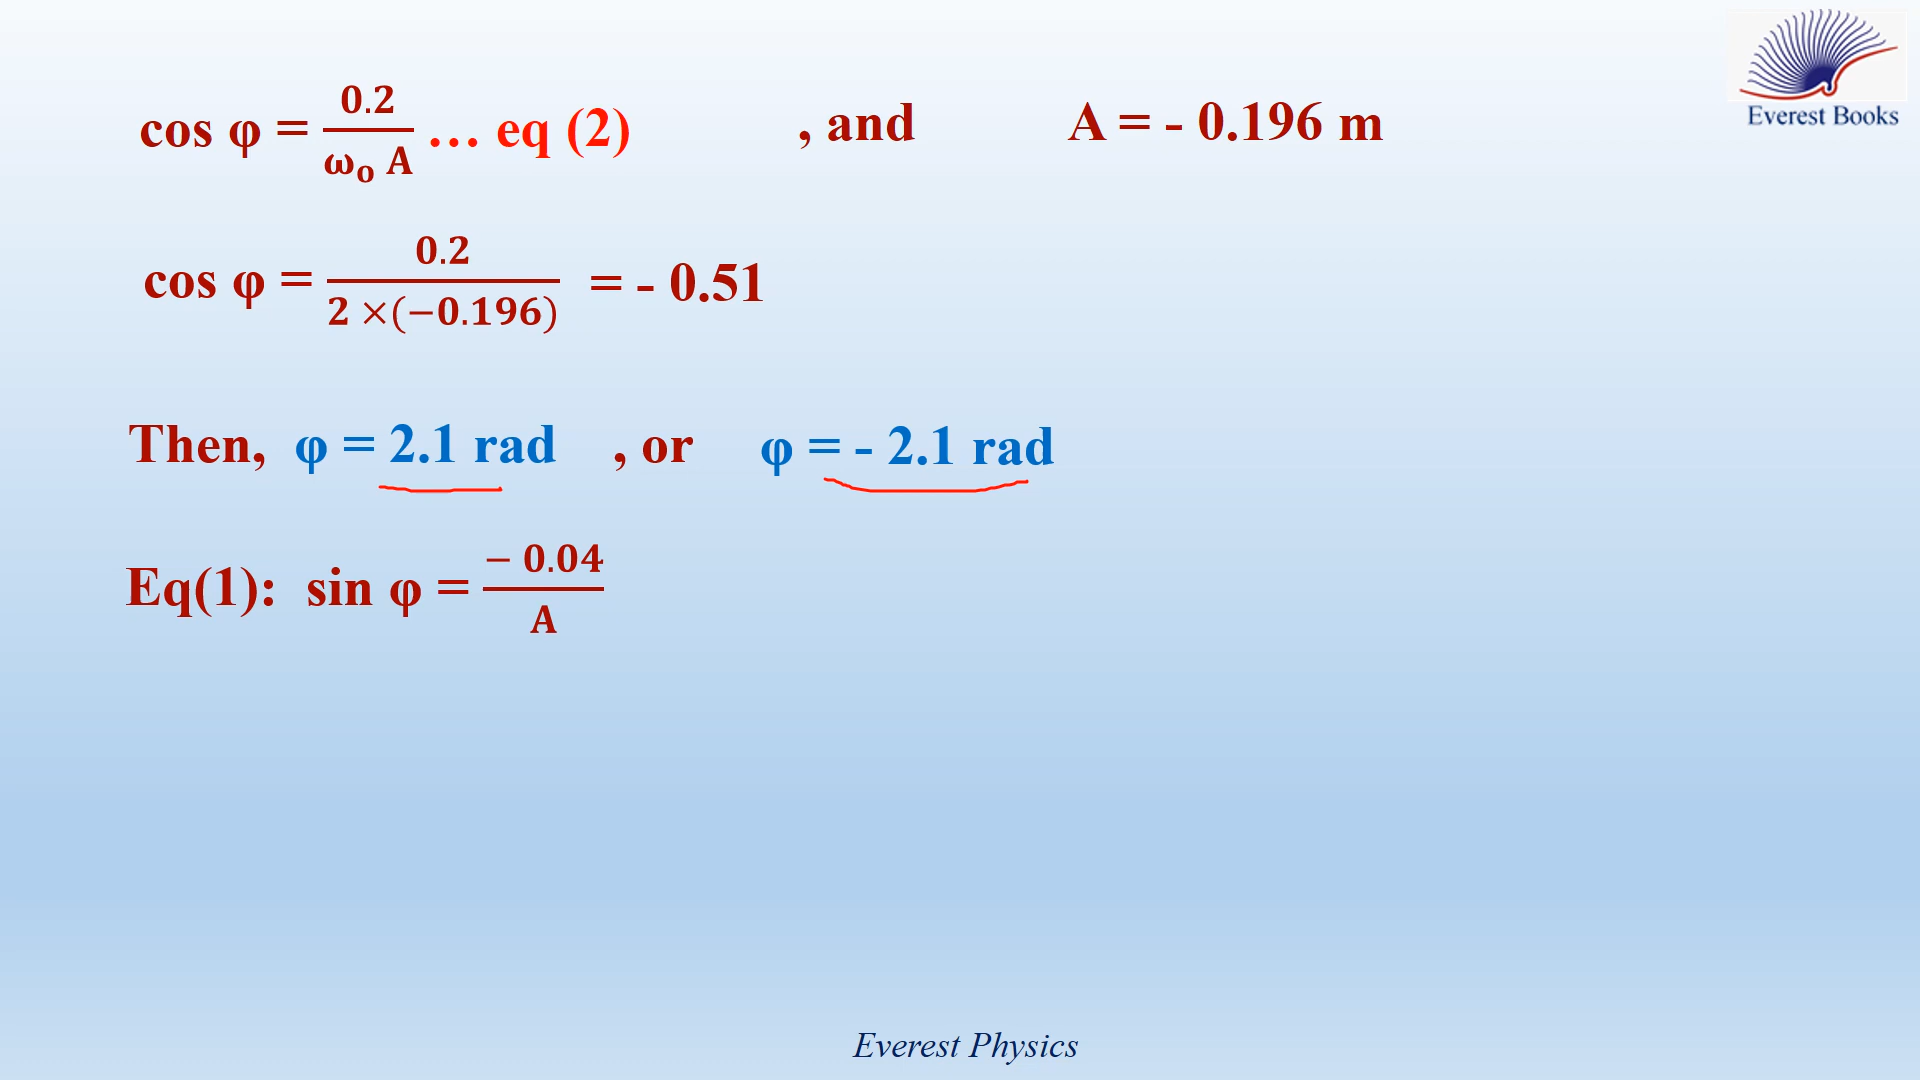 Everest Books
cos φ = 0.2 / ω₀ A … eq (2) , and A = - 0.196 m
cos φ = 0.2 / 2 ×(−0.196) = - 0.51
Then, φ = 2.1 rad , or φ = - 2.1 rad
Eq(1): sin φ = − 0.04 / A
Everest Physics